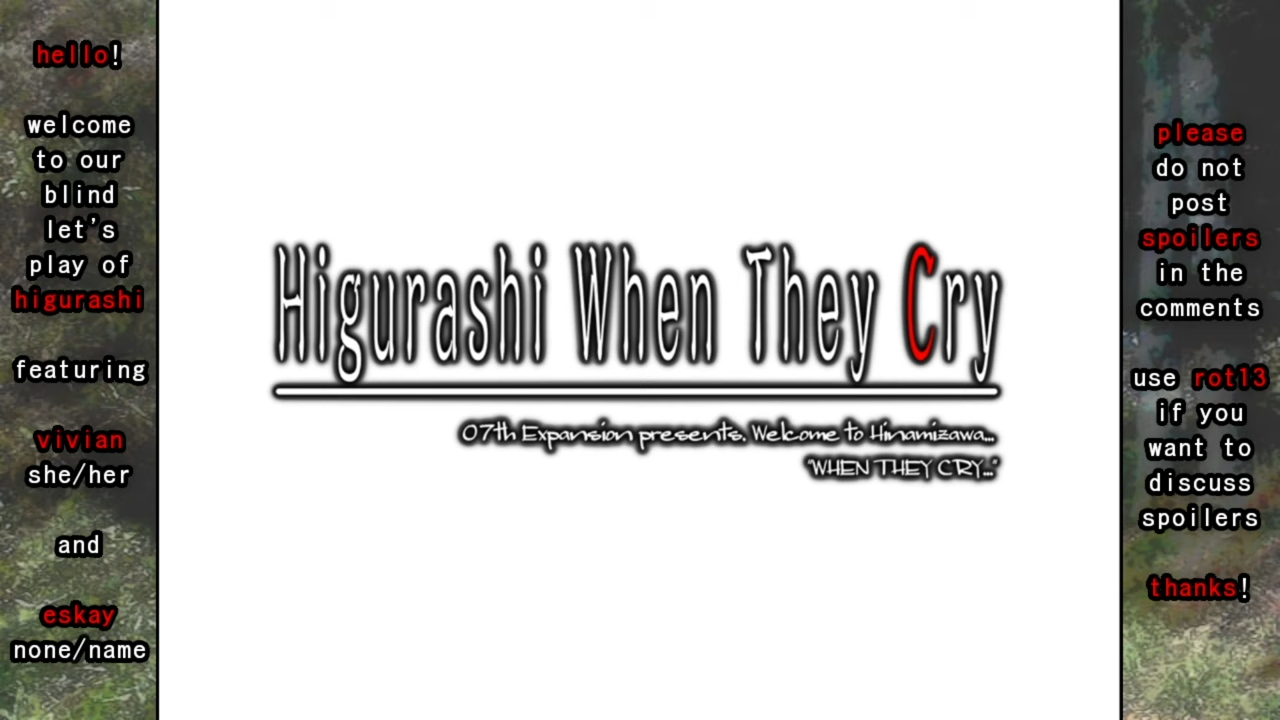 hello!
welcome
to our
blind
let's
play of
higurashi
featuring
vivian
she/her
and
eskay
none/name
Higurashi When They Cry
07th Expansion presents. Welcome to Hinamizawa...
"WHEN THEY CRY..."
please
do not
post
spoilers
in the
comments
use rot13
if you
want to
discuss
spoilers
thanks!